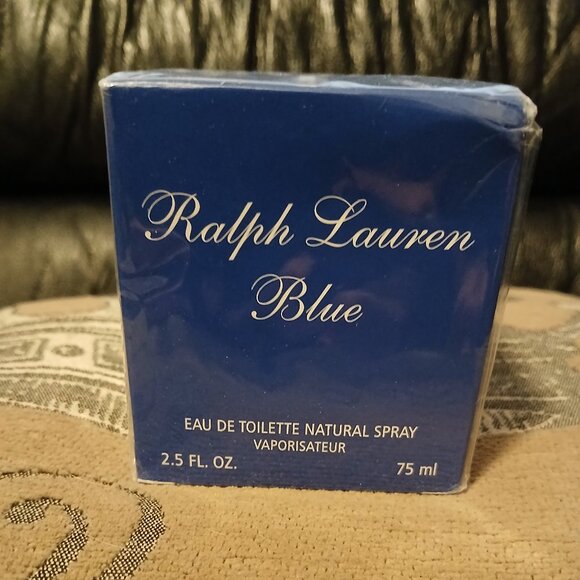 Ralph Lauren
Blue
EAU DE TOILETTE NATURAL SPRAY
VAPORISATEUR
2.5 FL. OZ. 75 ml